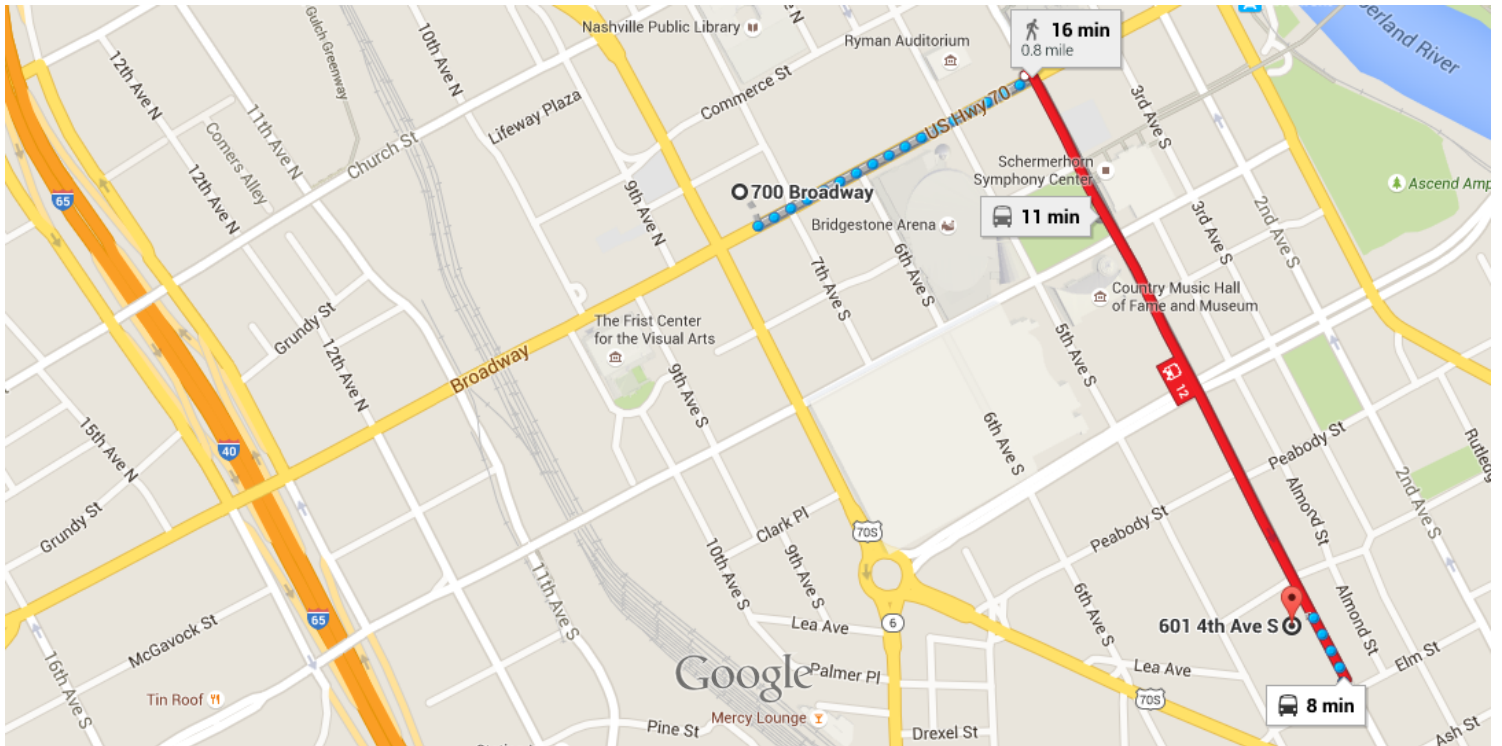 Nashville Public Library
16 min
0.8 mile
Ryman Auditorium
12th Ave N
Gulch Greenway
10th Ave N
11th Ave N
Lifeway Plaza
Commerce St
Church St
Comers Alley
12th Ave N
US Hwy 70
3rd Ave S
Schermerhorn
Symphony Center
65
9th Ave N
700 Broadway
Ascend Amp
11 min
Bridgestone Arena
6th Ave S
7th Ave S
3rd Ave S
2nd Ave S
Country Music Hall
of Fame and Museum
Grundy St
12th Ave N
The Frist Center
for the Visual Arts
Broadway
5th Ave S
12
9th Ave S
6th Ave S
15th Ave N
40
Peabody St
Rutledg
2nd Ave S
Almond St
Grundy St
Clark Pl
70S
Peabody St
10th Ave S
9th Ave S
11th Ave S
6th Ave S
Almond St
65
McGavock St
Lea Ave
6
601 4th Ave S
Elm St
Lea Ave
16th Ave S
Google
Palmer Pl
Tin Roof
70S
8 min
Mercy Lounge
Pine St
Drexel St
Ash St